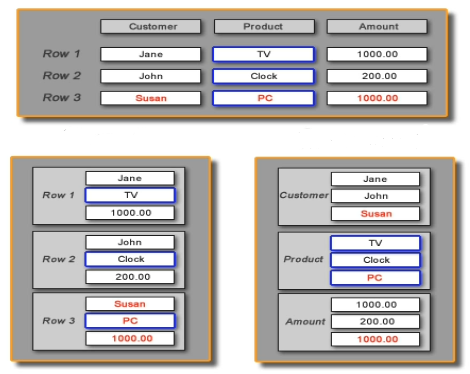 Customer Product Amount
Row 1 Jane TV 1000.00
Row 2 John Clock 200.00
Row 3 Susan PC 1000.00
Jane
Row 1 TV
1000.00
John
Row 2 Clock
200.00
Susan
Row 3 PC
1000.00
Jane
Customer John
Susan
TV
Product Clock
PC
1000.00
Amount 200.00
1000.00